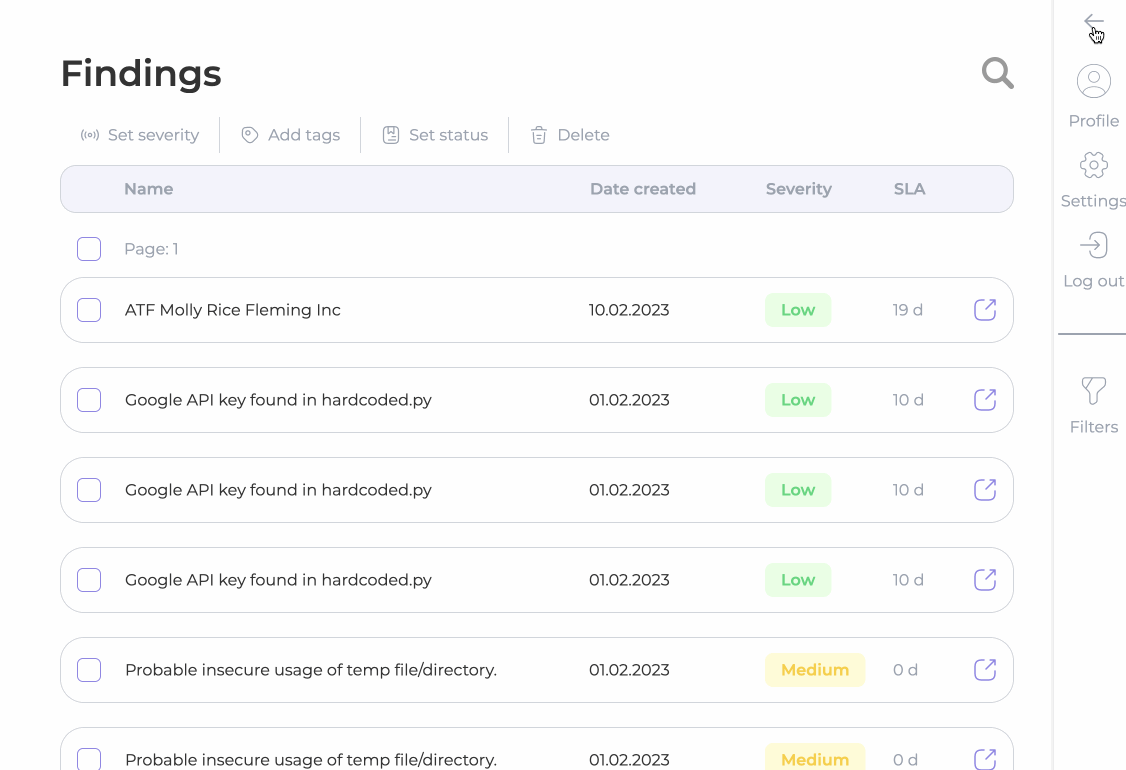 Findings
Set severity Add tags Set status Delete
Name Date created Severity SLA
Page: 1
ATF Molly Rice Fleming Inc 10.02.2023 Low 19 d
Google API key found in hardcoded.py 01.02.2023 Low 10 d
Google API key found in hardcoded.py 01.02.2023 Low 10 d
Google API key found in hardcoded.py 01.02.2023 Low 10 d
Probable insecure usage of temp file/directory. 01.02.2023 Medium 0 d
Probable insecure usage of temp file/directory. 01.02.2023 Medium 0 d
Profile
Settings
Log out
Filters